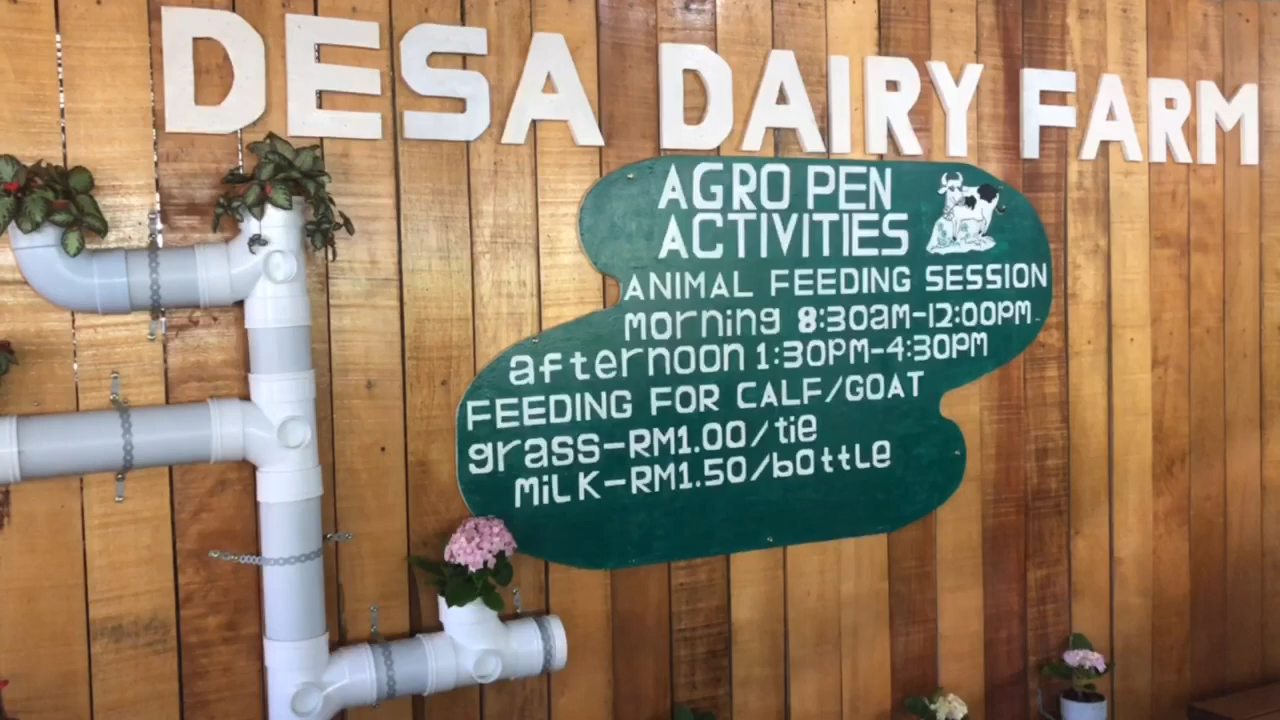 DESA DAIRY FARM
AGRO PEN
ACTIVITIES
ANIMAL FEEDING SESSION
morning 8:30am-12:00pm
afternoon 1:30PM-4:30PM
FEEDING FOR CALF/GOAT
grass-RM1.00/tie
MiLK-RM1.50/bottLe